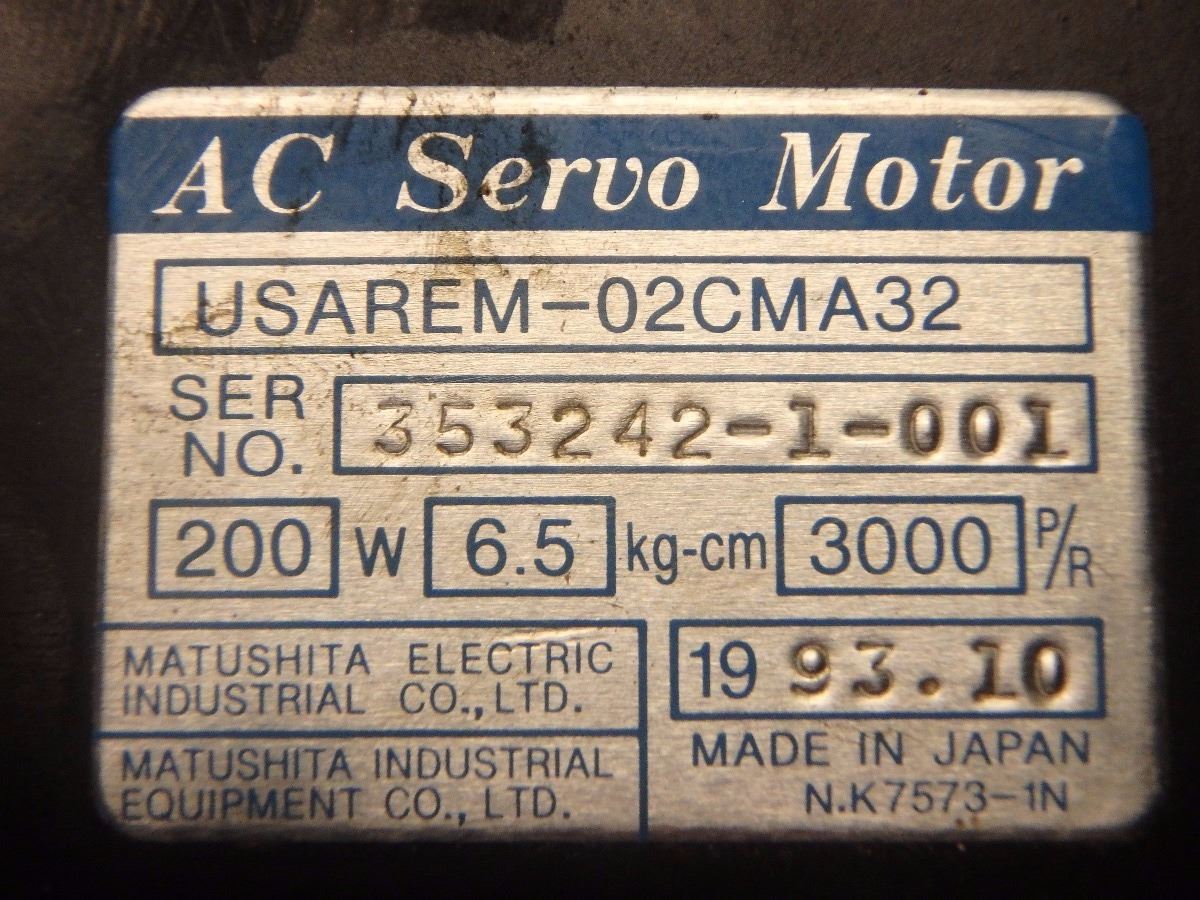 AC Servo Motor
USAREM-02CMA32
SER NO. 353242-1-001
200 W 6.5 kg-cm 3000 P/R
MATUSHITA ELECTRIC
INDUSTRIAL CO.,LTD.
19 93.10
MATUSHITA INDUSTRIAL
EQUIPMENT CO., LTD.
MADE IN JAPAN
N.K7573-1N